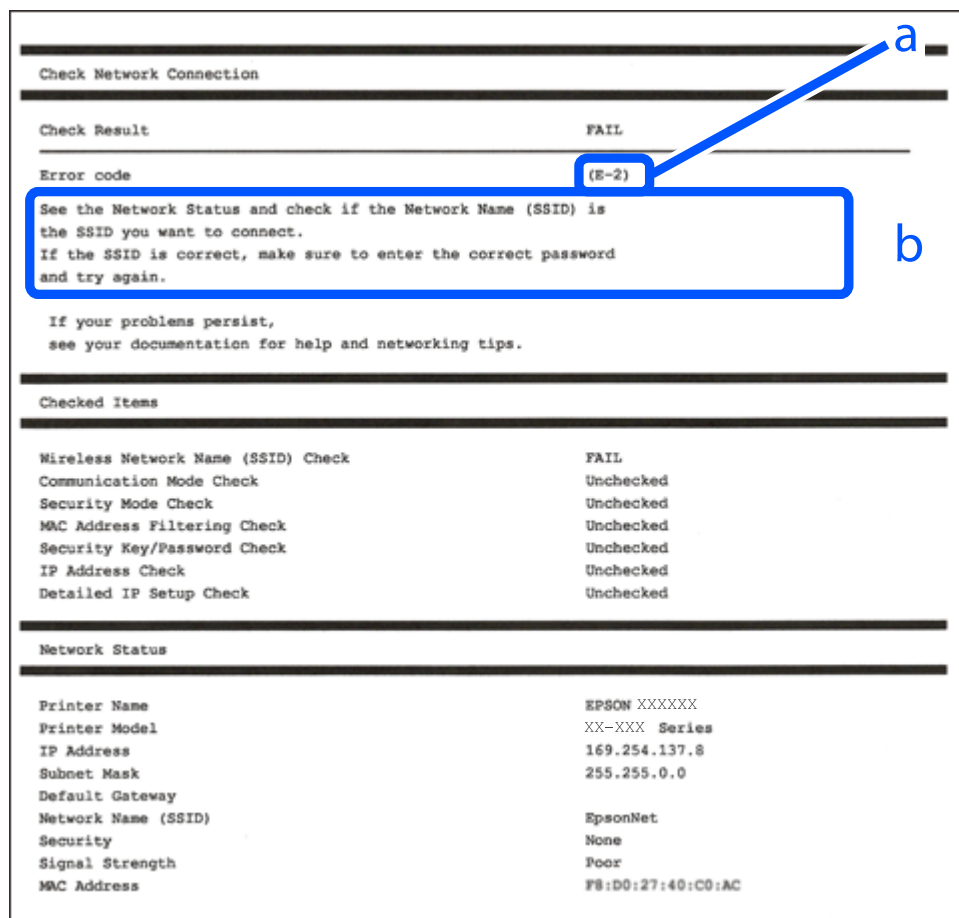 a
Check Network Connection
Check Result FAIL
Error code (E-2)
See the Network Status and check if the Network Name (SSID) is
the SSID you want to connect.
If the SSID is correct, make sure to enter the correct password
and try again.
b
If your problems persist,
see your documentation for help and networking tips.
Checked Items
Wireless Network Name (SSID) Check FAIL
Communication Mode Check Unchecked
Security Mode Check Unchecked
MAC Address Filtering Check Unchecked
Security Key/Password Check Unchecked
IP Address Check Unchecked
Detailed IP Setup Check Unchecked
Network Status
Printer Name EPSON XXXXXX
Printer Model XX-XXX Series
IP Address 169.254.137.8
Subnet Mask 255.255.0.0
Default Gateway
Network Name (SSID) EpsonNet
Security None
Signal Strength Poor
MAC Address F8:D0:27:40:C0:AC